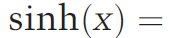 sinh(x) =